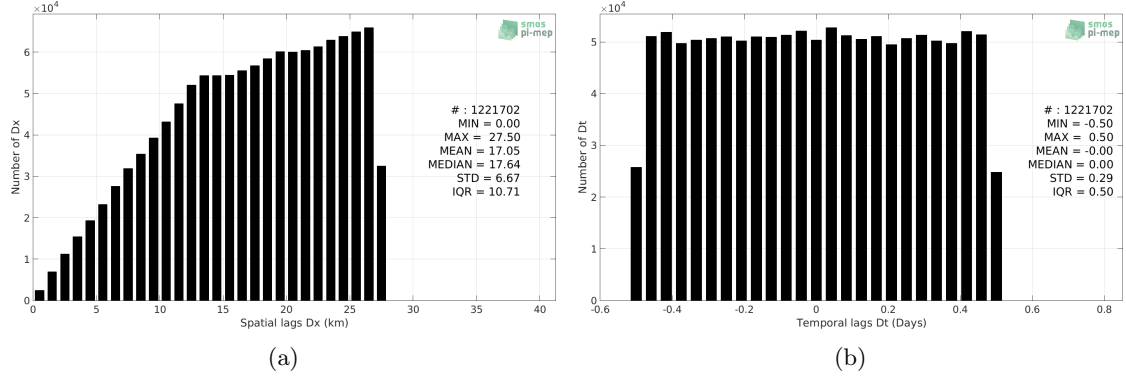 ×10⁴
smos
pi-mep
6
5
4
3
2
1
0
Number of Dx
# : 1221702
MIN = 0.00
MAX = 27.50
MEAN = 17.05
MEDIAN = 17.64
STD = 6.67
IQR = 10.71
0 5 10 15 20 25 30 35 40
Spatial lags Dx (km)
(a)
×10⁴
smos
pi-mep
5
4
3
2
1
0
Number of Dt
# : 1221702
MIN = -0.50
MAX = 0.50
MEAN = -0.00
MEDIAN = 0.00
STD = 0.29
IQR = 0.50
-0.6 -0.4 -0.2 0 0.2 0.4 0.6 0.8
Temporal lags Dt (Days)
(b)